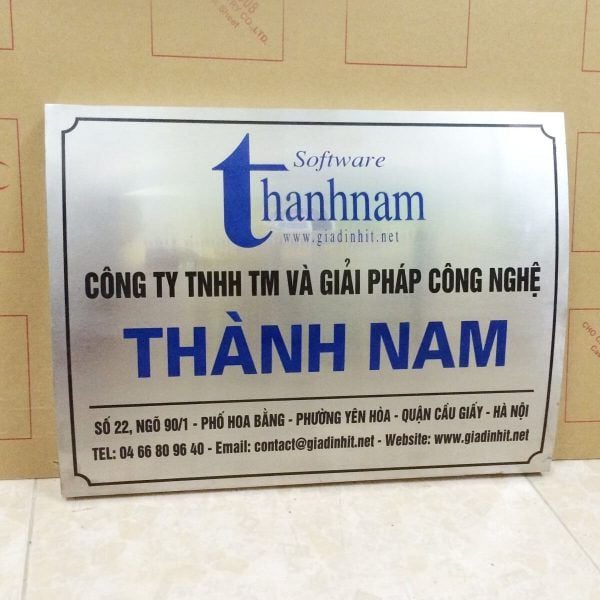 Software
thanhnam
www.giadinhit.net
CÔNG TY TNHH TM VÀ GIẢI PHÁP CÔNG NGHỆ
THÀNH NAM
SỐ 22, NGÕ 90/1 - PHỐ HOA BẰNG - PHƯỜNG YÊN HÒA - QUẬN CẦU GIẤY - HÀ NỘI
TEL: 04 66 80 96 40 - Email: contact@giadinhit.net - Website: www.giadinhit.net